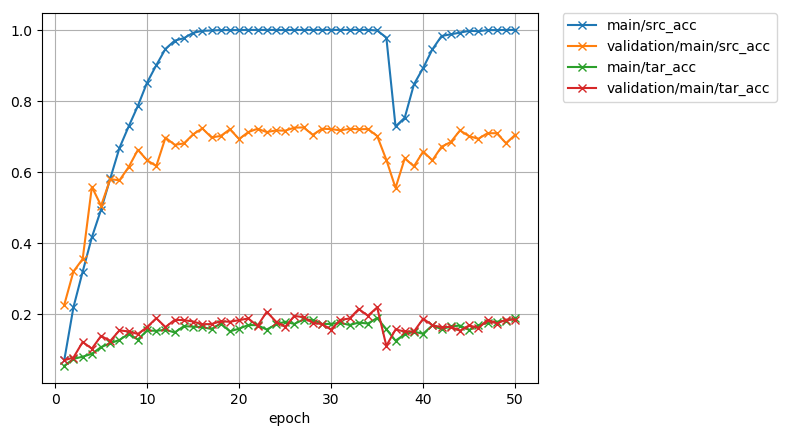 1.0
0.8
0.6
0.4
0.2
0 10 20 30 40 50
epoch
main/src_acc
validation/main/src_acc
main/tar_acc
validation/main/tar_acc